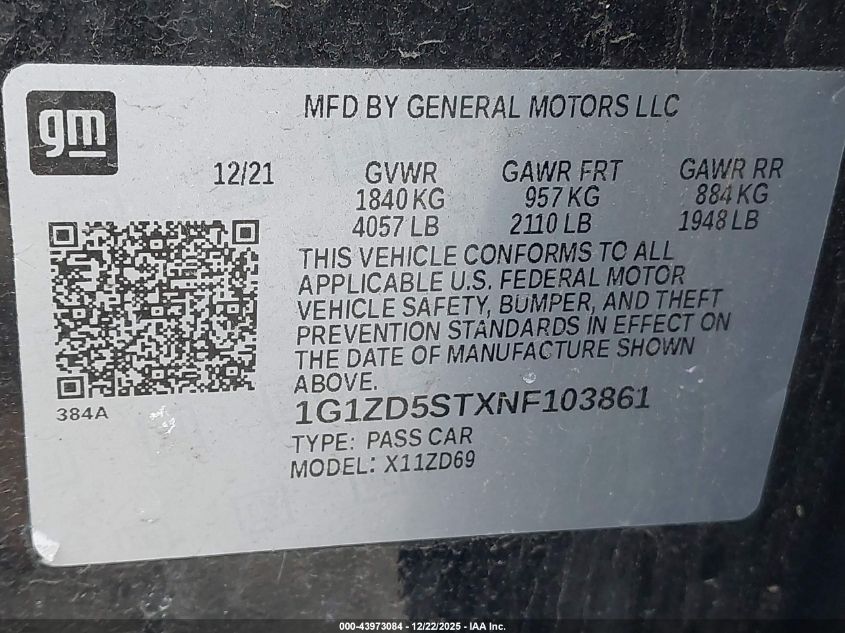 gm
MFD BY GENERAL MOTORS LLC
12/21 GVWR GAWR FRT GAWR RR
1840 KG 957 KG 884 KG
4057 LB 2110 LB 1948 LB
THIS VEHICLE CONFORMS TO ALL
APPLICABLE U.S. FEDERAL MOTOR
VEHICLE SAFETY, BUMPER, AND THEFT
PREVENTION STANDARDS IN EFFECT ON
THE DATE OF MANUFACTURE SHOWN
ABOVE.
384A
1G1ZD5STXNF103861
TYPE: PASS CAR
MODEL: X11ZD69
000-43973084 - 12/22/2025 - IAA Inc.